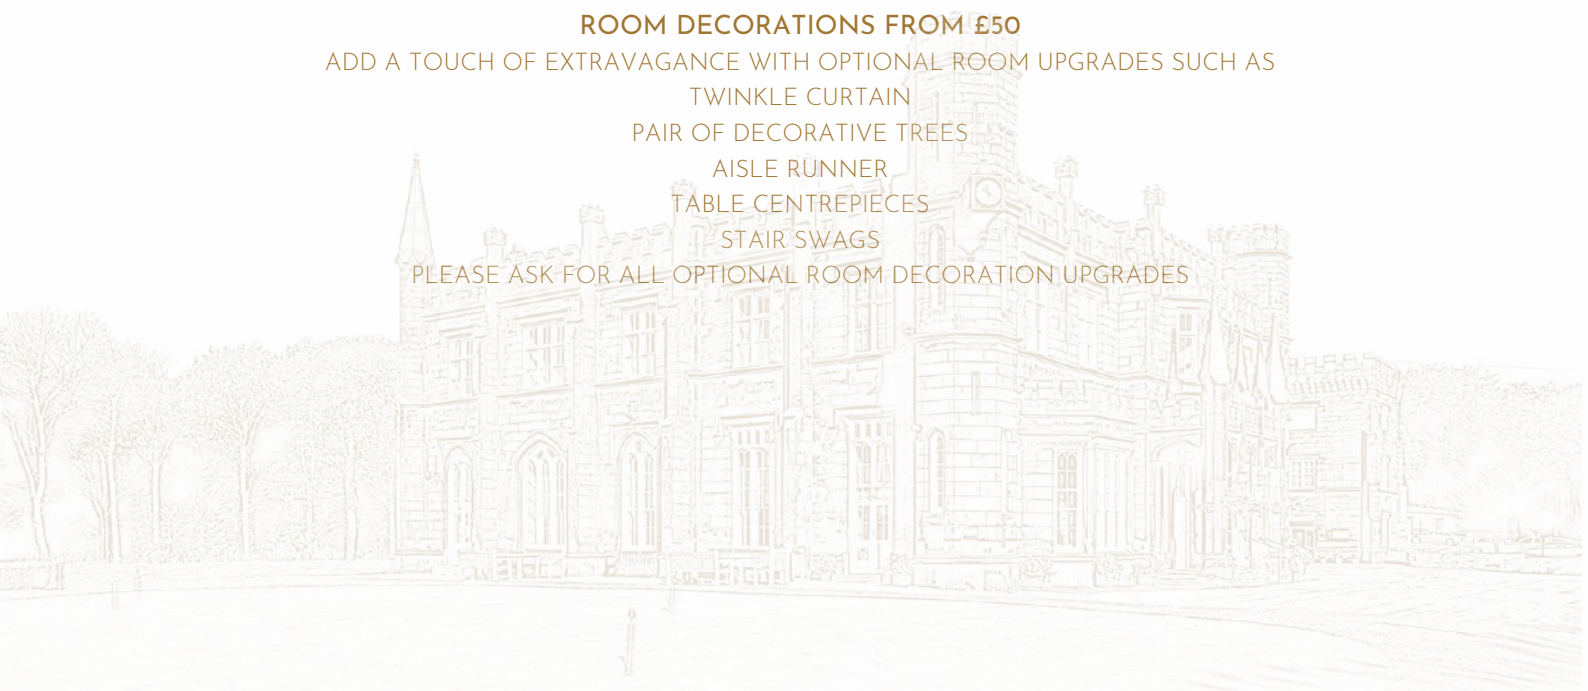 ROOM DECORATIONS FROM £50
ADD A TOUCH OF EXTRAVAGANCE WITH OPTIONAL ROOM UPGRADES SUCH AS
TWINKLE CURTAIN
PAIR OF DECORATIVE TREES
AISLE RUNNER
TABLE CENTREPIECES
STAIR SWAGS
PLEASE ASK FOR ALL OPTIONAL ROOM DECORATION UPGRADES